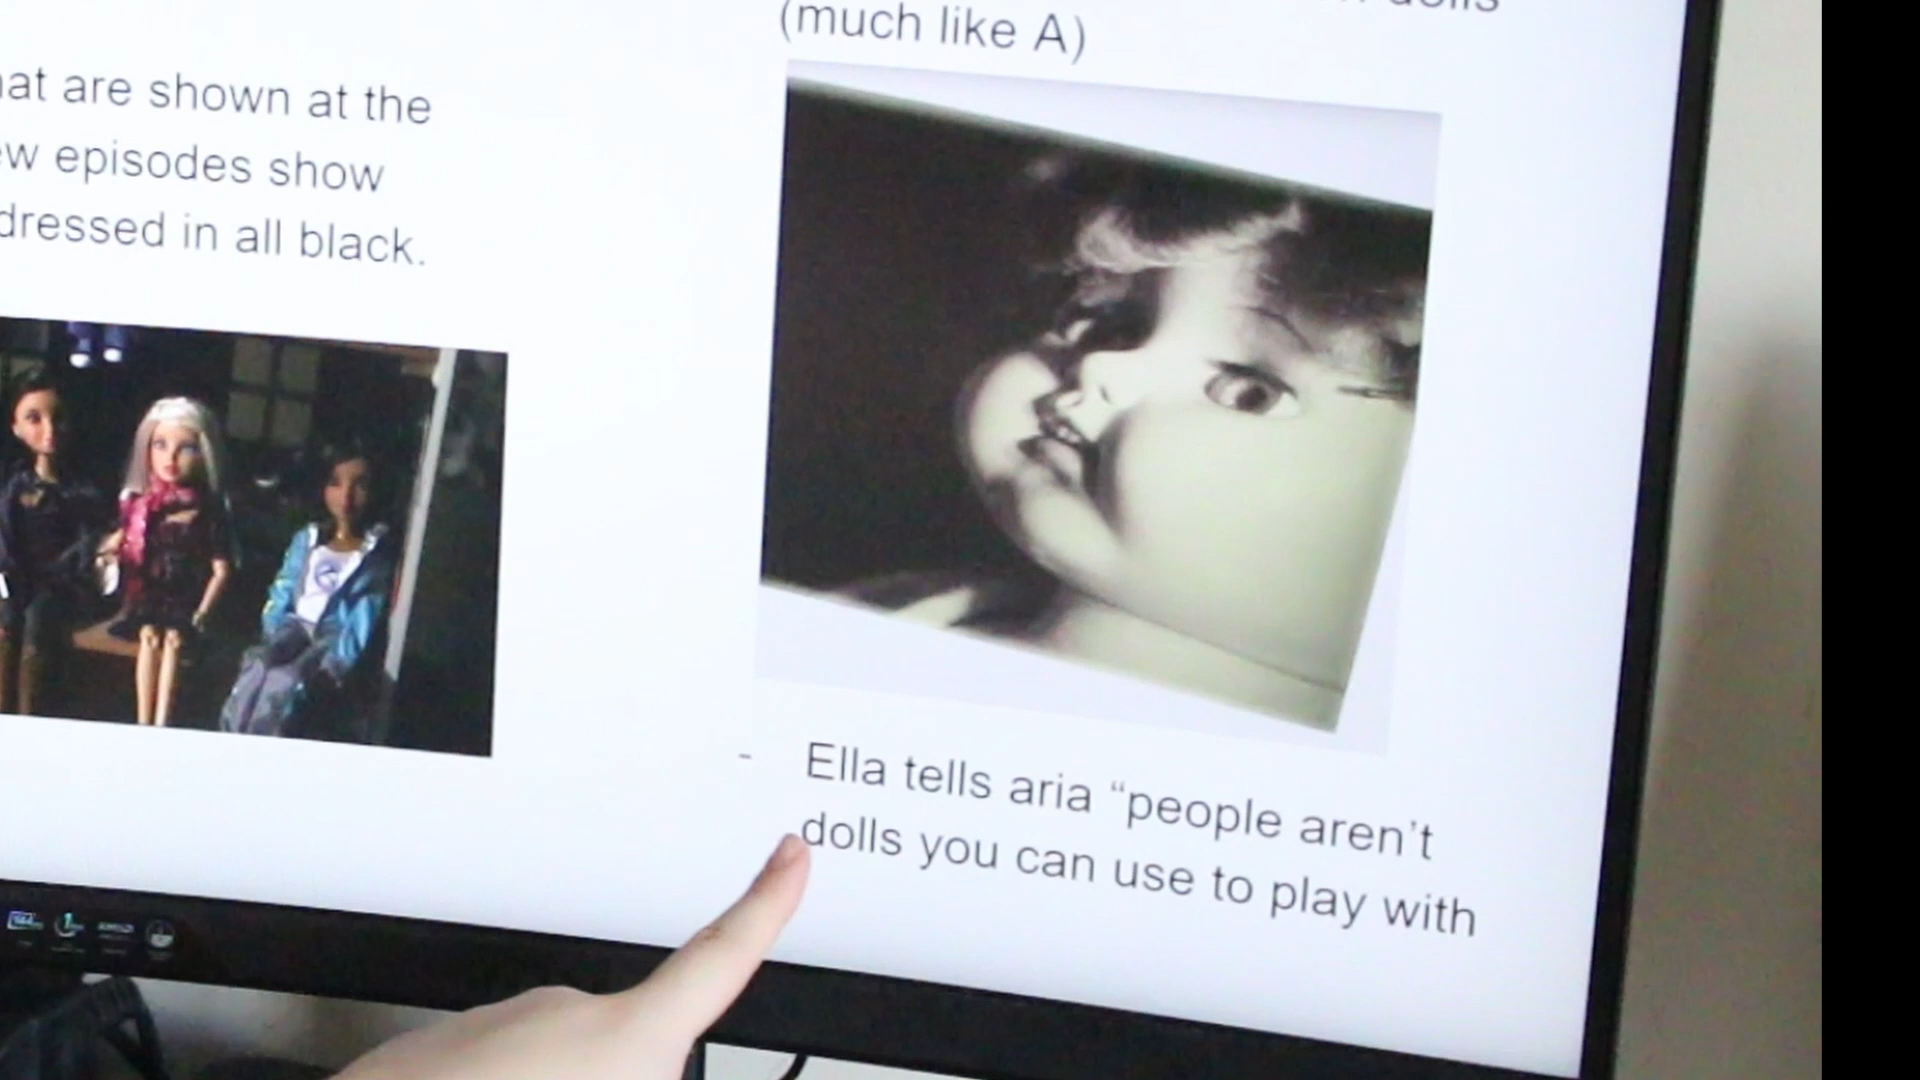 dolls
(much like A)
at are shown at the
episodes show
dressed in all black.
- Ella tells aria “people aren’t
dolls you can use to play with